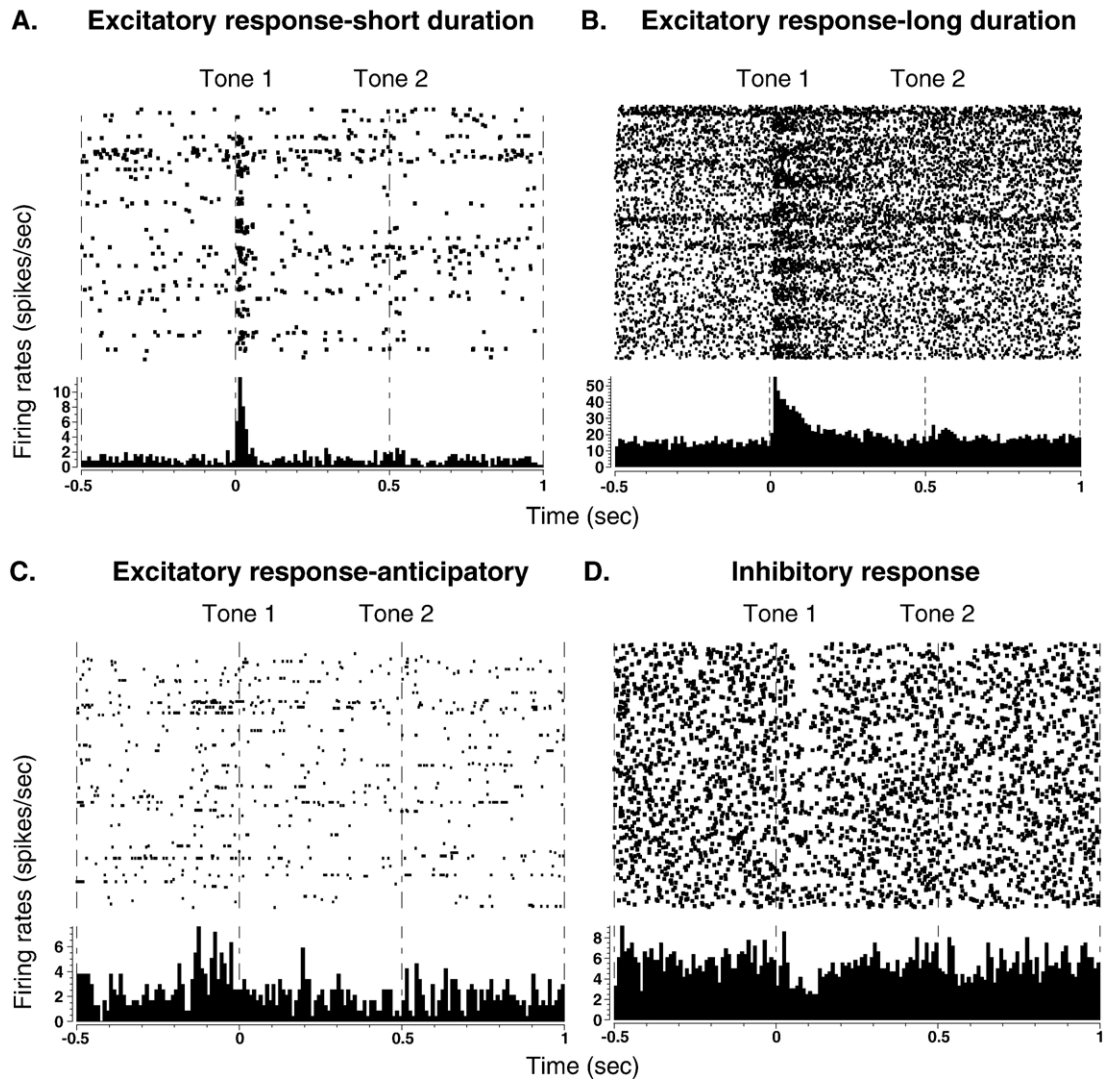 A. Excitatory response-short duration
Tone 1 Tone 2
Firing rates (spikes/sec)
10
8
6
4
2
0
-0.5 0 0.5 1
B. Excitatory response-long duration
Tone 1 Tone 2
50
40
30
20
10
0
-0.5 0 0.5 1
Time (sec)
C. Excitatory response-anticipatory
Tone 1 Tone 2
Firing rates (spikes/sec)
6
4
2
0
-0.5 0 0.5 1
D. Inhibitory response
Tone 1 Tone 2
8
6
4
2
0
-0.5 0 0.5 1
Time (sec)